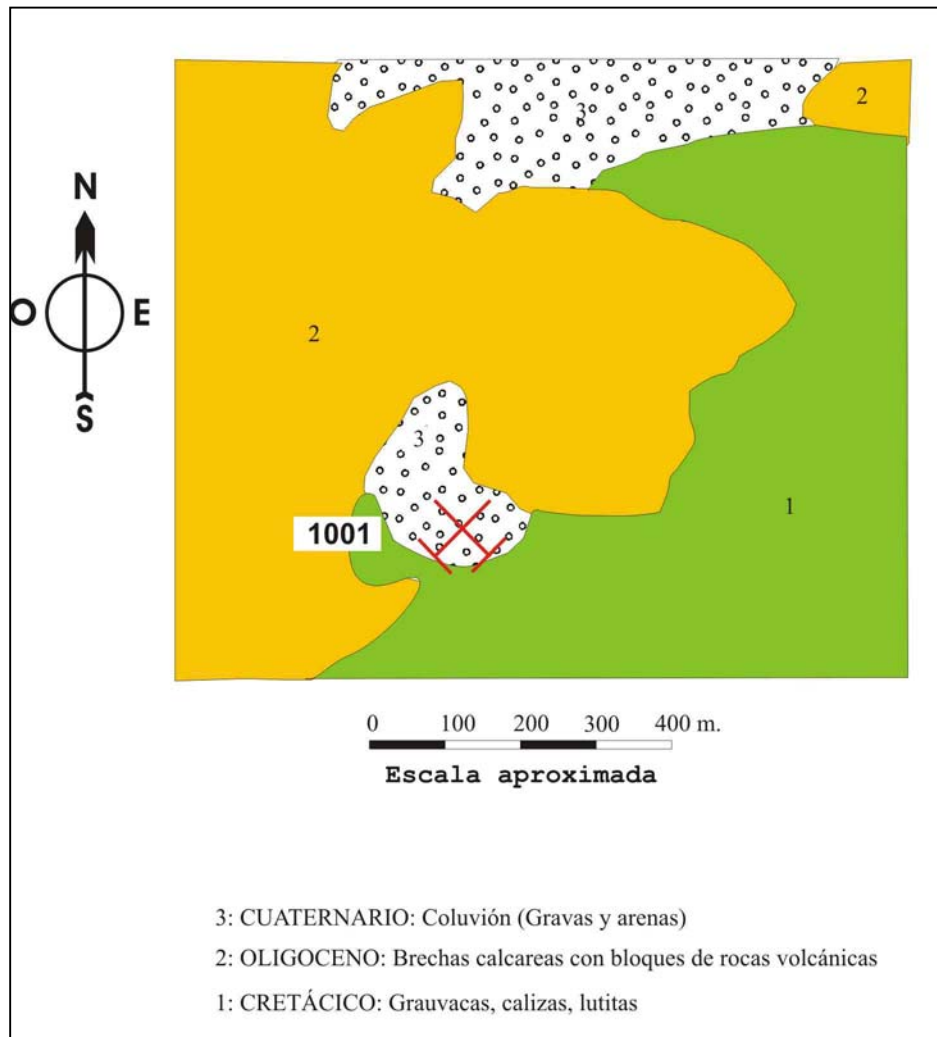 3
2
N
O E
2
S
3
1
1001
0 100 200 300 400 m.
Escala aproximada
3: CUATERNARIO: Coluvión (Gravas y arenas)
2: OLIGOCENO: Brechas calcareas con bloques de rocas volcánicas
1: CRETÁCICO: Grauvacas, calizas, lutitas